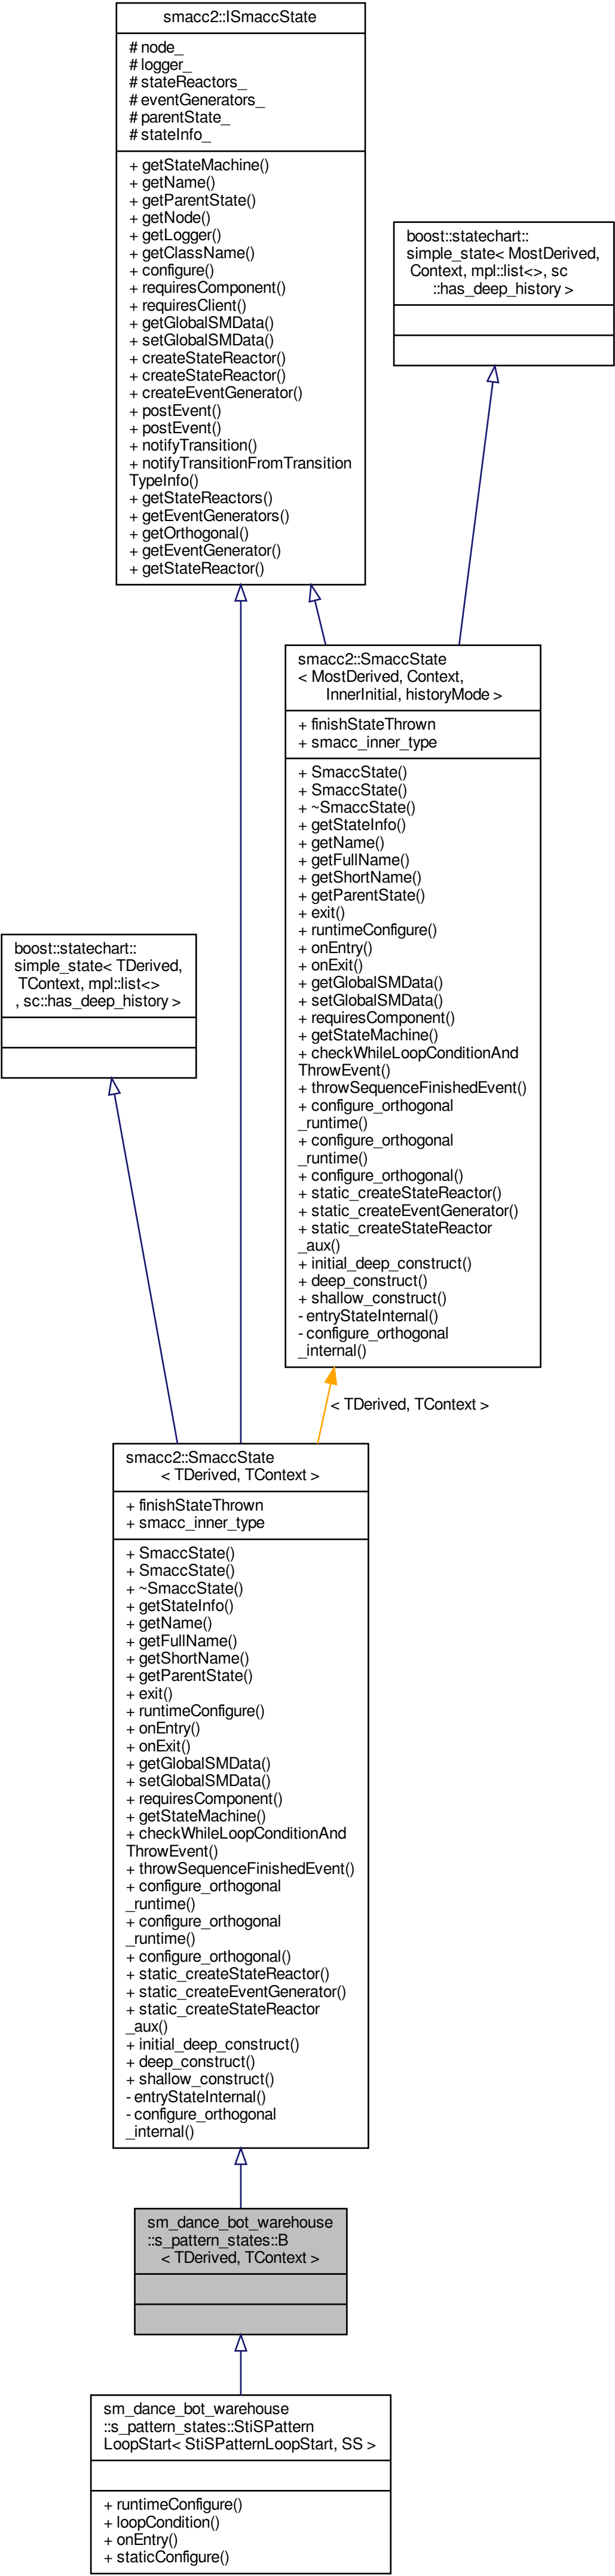 smacc2::ISmaccState
# node_
# logger_
# stateReactors_
# eventGenerators_
# parentState_
# stateInfo_
+ getStateMachine()
+ getName()
+ getParentState()
+ getNode()
+ getLogger()
+ getClassName()
+ configure()
+ requiresComponent()
+ requiresClient()
+ getGlobalSMData()
+ setGlobalSMData()
+ createStateReactor()
+ createStateReactor()
+ createEventGenerator()
+ postEvent()
+ postEvent()
+ notifyTransition()
+ notifyTransitionFromTransition
TypeInfo()
+ getStateReactors()
+ getEventGenerators()
+ getOrthogonal()
+ getEventGenerator()
+ getStateReactor()
boost::statechart::
simple_state< MostDerived,
Context, mpl::list<>, sc
::has_deep_history >
smacc2::SmaccState
< MostDerived, Context,
InnerInitial, historyMode >
+ finishStateThrown
+ smacc_inner_type
+ SmaccState()
+ SmaccState()
+ ~SmaccState()
+ getStateInfo()
+ getName()
+ getFullName()
+ getShortName()
+ getParentState()
+ exit()
+ runtimeConfigure()
+ onEntry()
+ onExit()
+ getGlobalSMData()
+ setGlobalSMData()
+ requiresComponent()
+ getStateMachine()
+ checkWhileLoopConditionAnd
ThrowEvent()
+ throwSequenceFinishedEvent()
+ configure_orthogonal
_runtime()
+ configure_orthogonal
_runtime()
+ configure_orthogonal()
+ static_createStateReactor()
+ static_createEventGenerator()
+ static_createStateReactor
_aux()
+ initial_deep_construct()
+ deep_construct()
+ shallow_construct()
- entryStateInternal()
- configure_orthogonal
_internal()
boost::statechart::
simple_state< TDerived,
TContext, mpl::list<>
, sc::has_deep_history >
< TDerived, TContext >
smacc2::SmaccState
< TDerived, TContext >
+ finishStateThrown
+ smacc_inner_type
+ SmaccState()
+ SmaccState()
+ ~SmaccState()
+ getStateInfo()
+ getName()
+ getFullName()
+ getShortName()
+ getParentState()
+ exit()
+ runtimeConfigure()
+ onEntry()
+ onExit()
+ getGlobalSMData()
+ setGlobalSMData()
+ requiresComponent()
+ getStateMachine()
+ checkWhileLoopConditionAnd
ThrowEvent()
+ throwSequenceFinishedEvent()
+ configure_orthogonal
_runtime()
+ configure_orthogonal
_runtime()
+ configure_orthogonal()
+ static_createStateReactor()
+ static_createEventGenerator()
+ static_createStateReactor
_aux()
+ initial_deep_construct()
+ deep_construct()
+ shallow_construct()
- entryStateInternal()
- configure_orthogonal
_internal()
sm_dance_bot_warehouse
::s_pattern_states::B
< TDerived, TContext >
sm_dance_bot_warehouse
::s_pattern_states::StiSPattern
LoopStart< StiSPatternLoopStart, SS >
+ runtimeConfigure()
+ loopCondition()
+ onEntry()
+ staticConfigure()